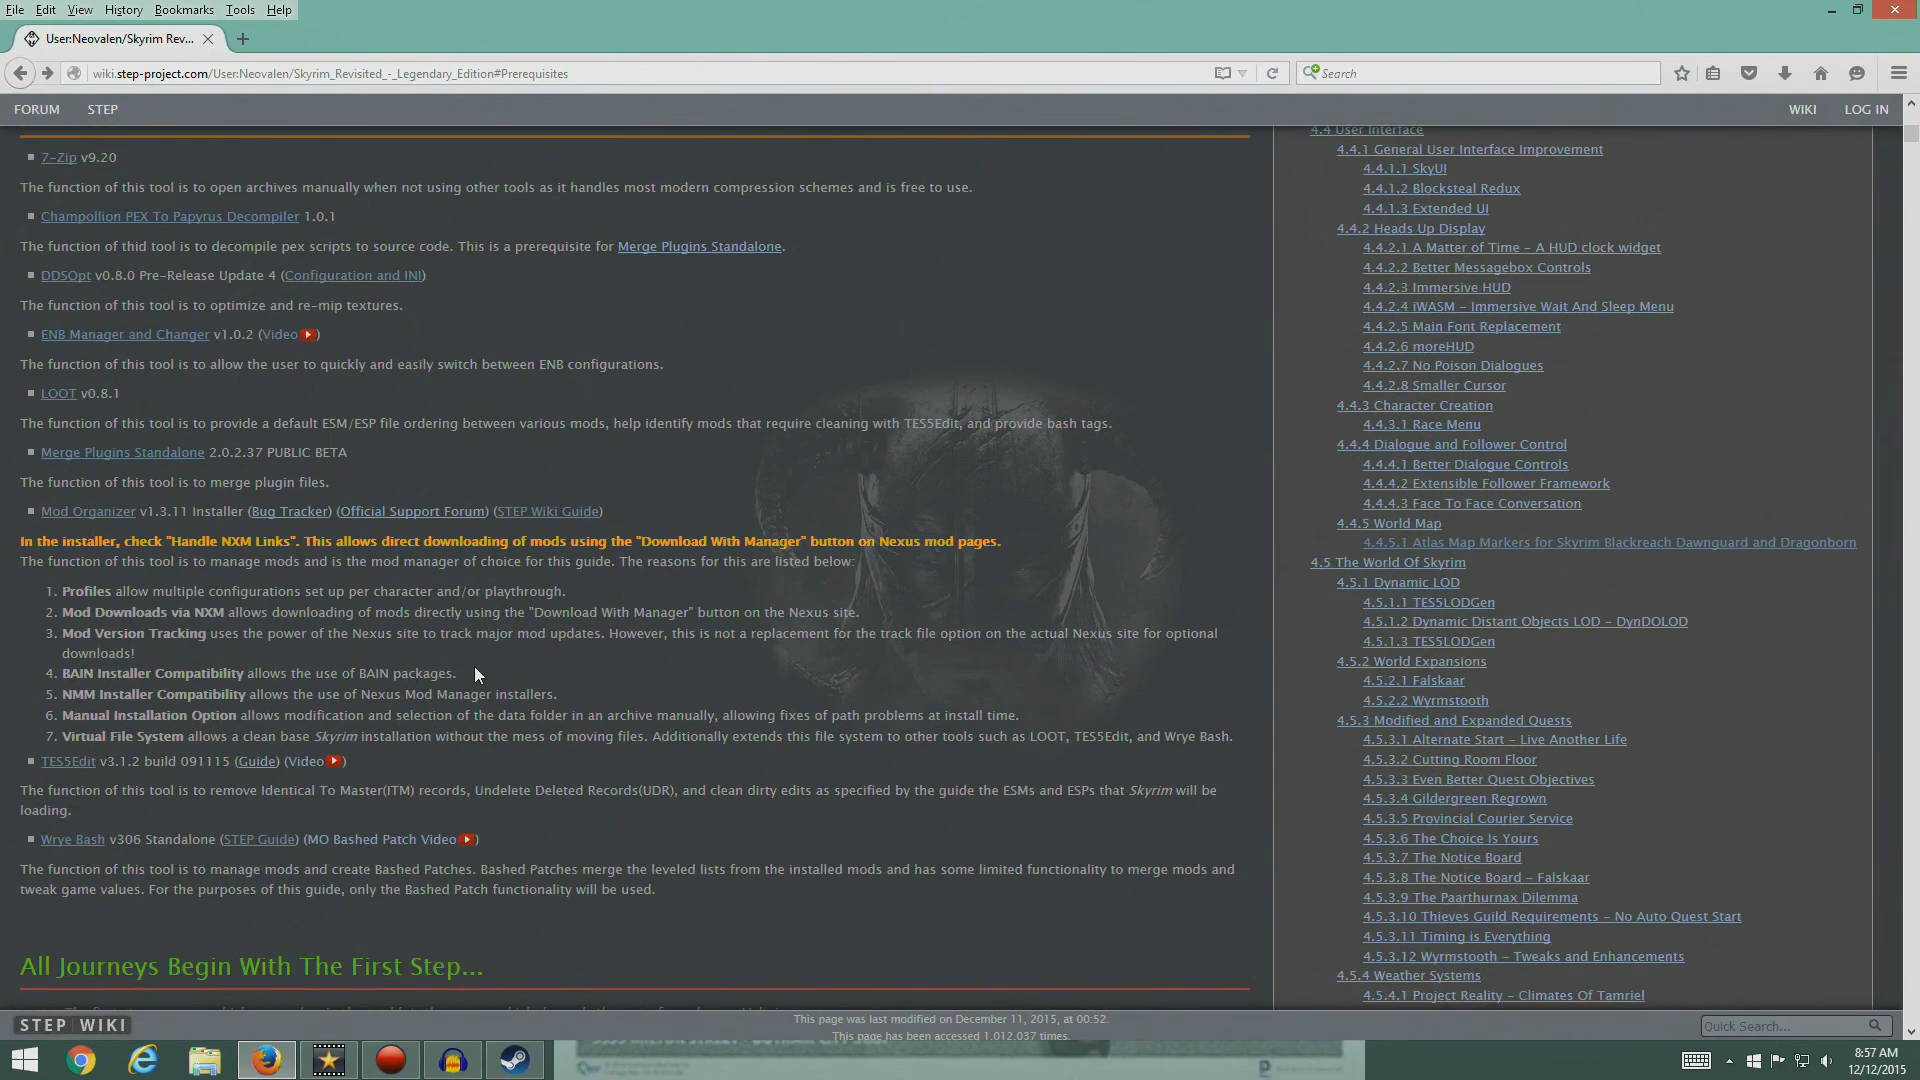 File Edit View History Bookmarks Tools Help
User:Neovalen/Skyrim Rev...
wiki.step-project.com/User:Neovalen/Skyrim_Revisited_-_Legendary_Edition#Prerequisites
Search
FORUM STEP WIKI LOG IN
7-Zip v9.20
The function of this tool is to open archives manually when not using other tools as it handles most modern compression schemes and is free to use.
Champollion PEX To Papyrus Decompiler 1.0.1
The function of thid tool is to decompile pex scripts to source code. This is a prerequisite for Merge Plugins Standalone.
DDSOpt v0.8.0 Pre-Release Update 4 (Configuration and INI)
The function of this tool is to optimize and re-mip textures.
ENB Manager and Changer v1.0.2 (Video)
The function of this tool is to allow the user to quickly and easily switch between ENB configurations.
LOOT v0.8.1
The function of this tool is to provide a default ESM/ESP file ordering between various mods, help identify mods that require cleaning with TES5Edit, and provide bash tags.
Merge Plugins Standalone 2.0.2.37 PUBLIC BETA
The function of this tool is to merge plugin files.
Mod Organizer v1.3.11 Installer (Bug Tracker) (Official Support Forum) (STEP Wiki Guide)
In the installer, check "Handle NXM Links". This allows direct downloading of mods using the "Download With Manager" button on Nexus mod pages.
The function of this tool is to manage mods and is the mod manager of choice for this guide. The reasons for this are listed below:
1. Profiles allow multiple configurations set up per character and/or playthrough.
2. Mod Downloads via NXM allows downloading of mods directly using the "Download With Manager" button on the Nexus site.
3. Mod Version Tracking uses the power of the Nexus site to track major mod updates. However, this is not a replacement for the track file option on the actual Nexus site for optional
downloads!
4. BAIN Installer Compatibility allows the use of BAIN packages.
5. NMM Installer Compatibility allows the use of Nexus Mod Manager installers.
6. Manual Installation Option allows modification and selection of the data folder in an archive manually, allowing fixes of path problems at install time.
7. Virtual File System allows a clean base Skyrim installation without the mess of moving files. Additionally extends this file system to other tools such as LOOT, TES5Edit, and Wrye Bash.
TES5Edit v3.1.2 build 091115 (Guide) (Video)
The function of this tool is to remove Identical To Master(ITM) records, Undelete Deleted Records(UDR), and clean dirty edits as specified by the guide the ESMs and ESPs that Skyrim will be
loading.
Wrye Bash v306 Standalone (STEP Guide) (MO Bashed Patch Video)
The function of this tool is to manage mods and create Bashed Patches. Bashed Patches merge the leveled lists from the installed mods and has some limited functionality to merge mods and
tweak game values. For the purposes of this guide, only the Bashed Patch functionality will be used.
All Journeys Begin With The First Step...
4.4 User Interface
4.4.1 General User Interface Improvement
4.4.1.1 SkyUI
4.4.1.2 Blocksteal Redux
4.4.1.3 Extended UI
4.4.2 Heads Up Display
4.4.2.1 A Matter of Time – A HUD clock widget
4.4.2.2 Better Messagebox Controls
4.4.2.3 Immersive HUD
4.4.2.4 iWASM – Immersive Wait And Sleep Menu
4.4.2.5 Main Font Replacement
4.4.2.6 moreHUD
4.4.2.7 No Poison Dialogues
4.4.2.8 Smaller Cursor
4.4.3 Character Creation
4.4.3.1 Race Menu
4.4.4 Dialogue and Follower Control
4.4.4.1 Better Dialogue Controls
4.4.4.2 Extensible Follower Framework
4.4.4.3 Face To Face Conversation
4.4.5 World Map
4.4.5.1 Atlas Map Markers for Skyrim Blackreach Dawnguard and Dragonborn
4.5 The World Of Skyrim
4.5.1 Dynamic LOD
4.5.1.1 TES5LODGen
4.5.1.2 Dynamic Distant Objects LOD – DynDOLOD
4.5.1.3 TES5LODGen
4.5.2 World Expansions
4.5.2.1 Falskaar
4.5.2.2 Wyrmstooth
4.5.3 Modified and Expanded Quests
4.5.3.1 Alternate Start – Live Another Life
4.5.3.2 Cutting Room Floor
4.5.3.3 Even Better Quest Objectives
4.5.3.4 Gildergreen Regrown
4.5.3.5 Provincial Courier Service
4.5.3.6 The Choice Is Yours
4.5.3.7 The Notice Board
4.5.3.8 The Notice Board – Falskaar
4.5.3.9 The Paarthurnax Dilemma
4.5.3.10 Thieves Guild Requirements – No Auto Quest Start
4.5.3.11 Timing is Everything
4.5.3.12 Wyrmstooth – Tweaks and Enhancements
4.5.4 Weather Systems
4.5.4.1 Project Reality – Climates Of Tamriel
STEP WIKI
This page was last modified on December 11, 2015, at 00:52.
This page has been accessed 1,012,037 times.
Quick Search...
8:57 AM
12/12/2015